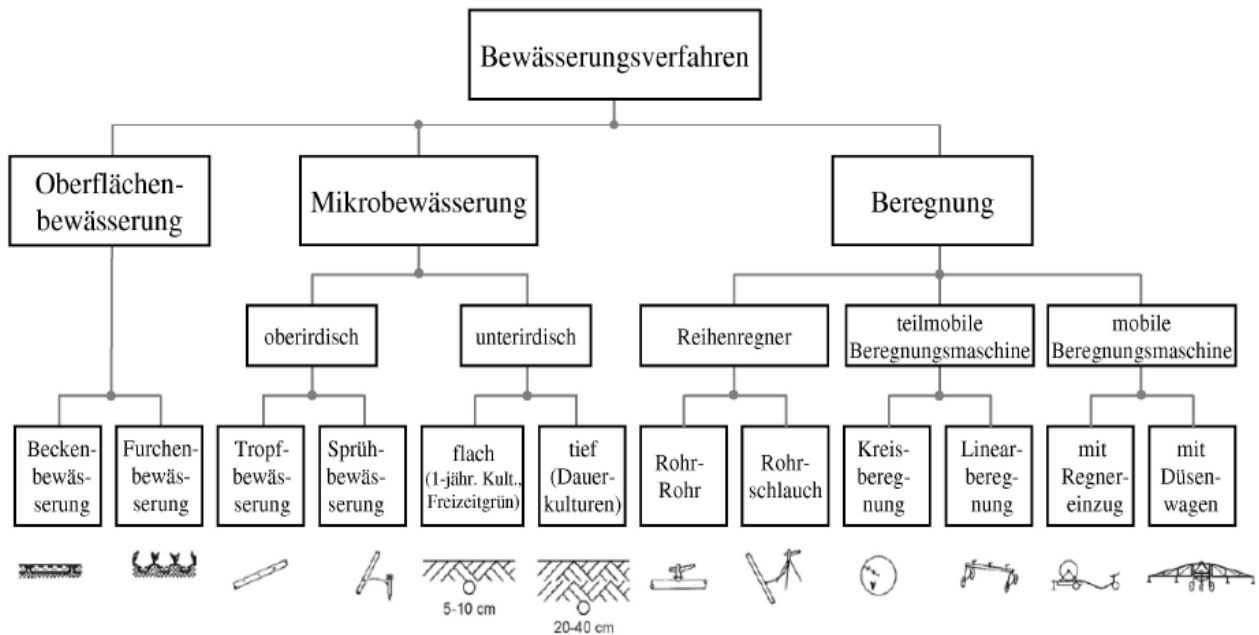 Bewässerungsverfahren
Oberflächen-
bewässerung
Mikrobewässerung
Beregnung
oberirdisch
unterirdisch
Reihenregner
teilmobile
Beregnungsmaschine
mobile
Beregnungsmaschine
Becken-
bewäs-
serung
Furchen-
bewäs-
serung
Tropf-
bewäs-
serung
Sprüh-
bewäs-
serung
flach
(1-jähr. Kult.,
Freizeitgrün)
tief
(Dauer-
kulturen)
Rohr-
Rohr
Rohr-
schlauch
Kreis-
bereg-
nung
Linear-
bereg-
nung
mit
Regner-
einzug
mit
Düsen-
wagen
5-10 cm
20-40 cm